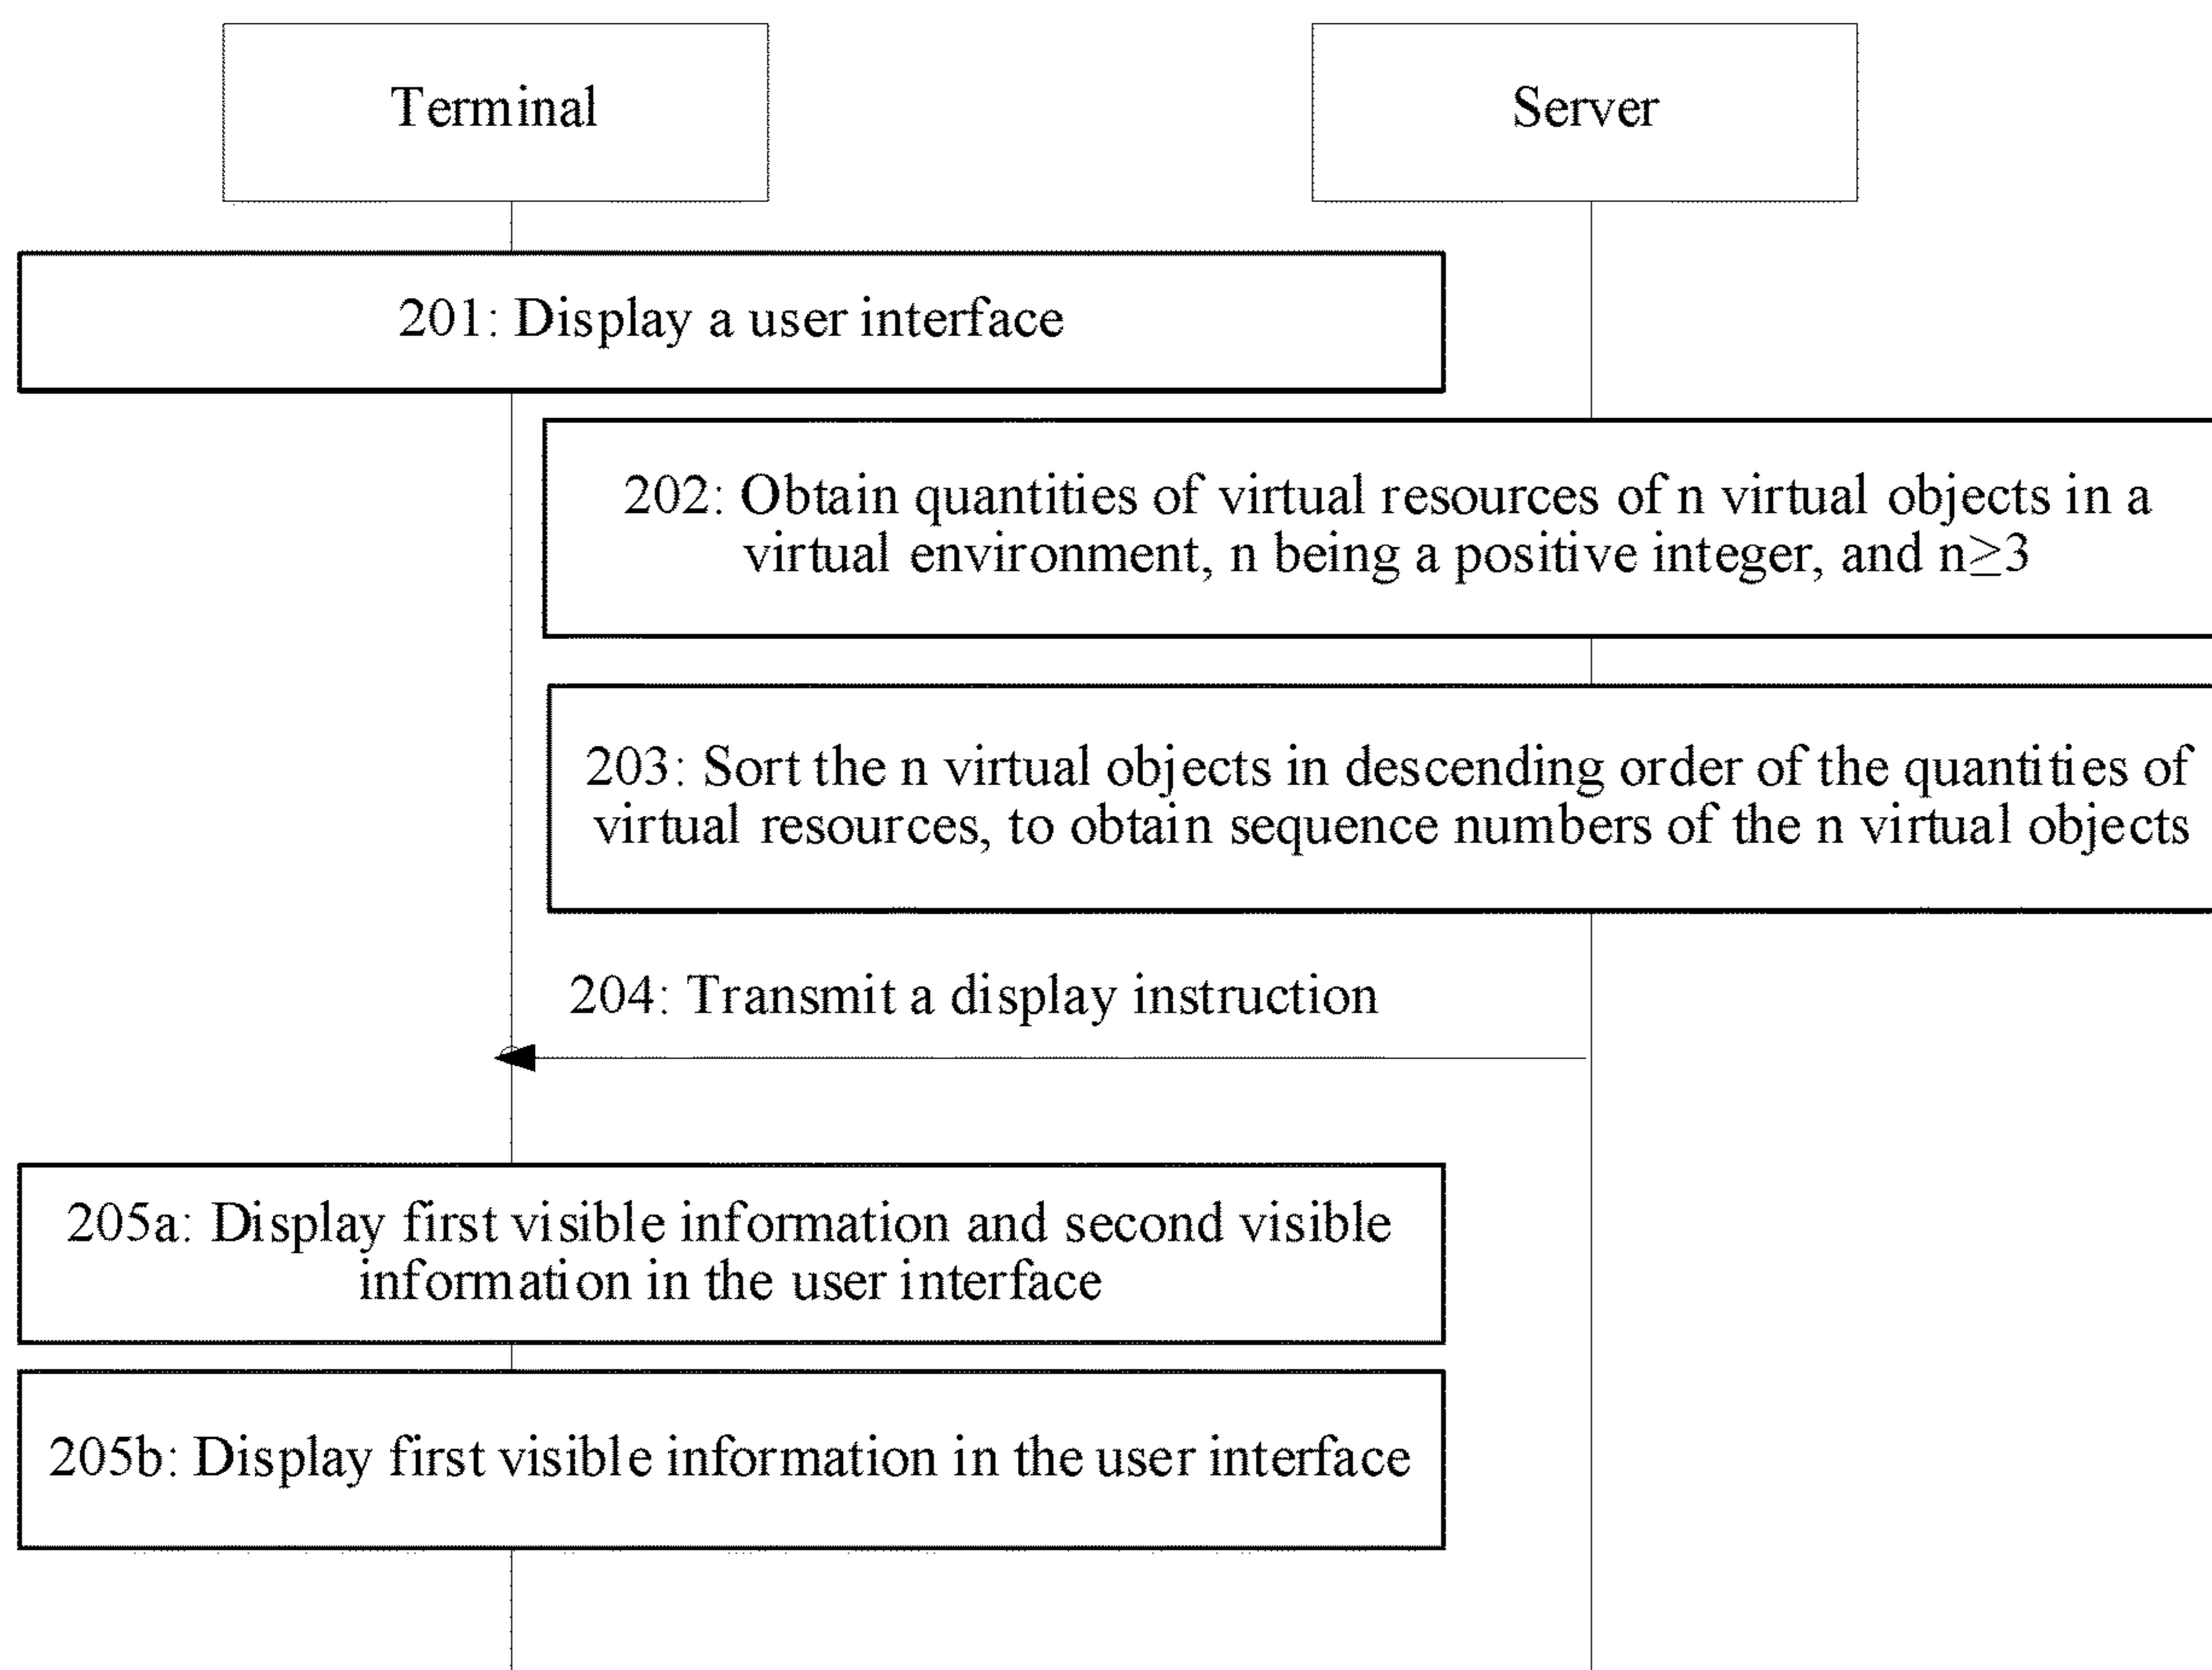 Terminal
Server
201: Display a user interface
202: Obtain quantities of virtual resources of n virtual objects in a
virtual environment, n being a positive integer, and n≥3
203: Sort the n virtual objects in descending order of the quantities of
virtual resources, to obtain sequence numbers of the n virtual objects
204: Transmit a display instruction
205a: Display first visible information and second visible
information in the user interface
205b: Display first visible information in the user interface